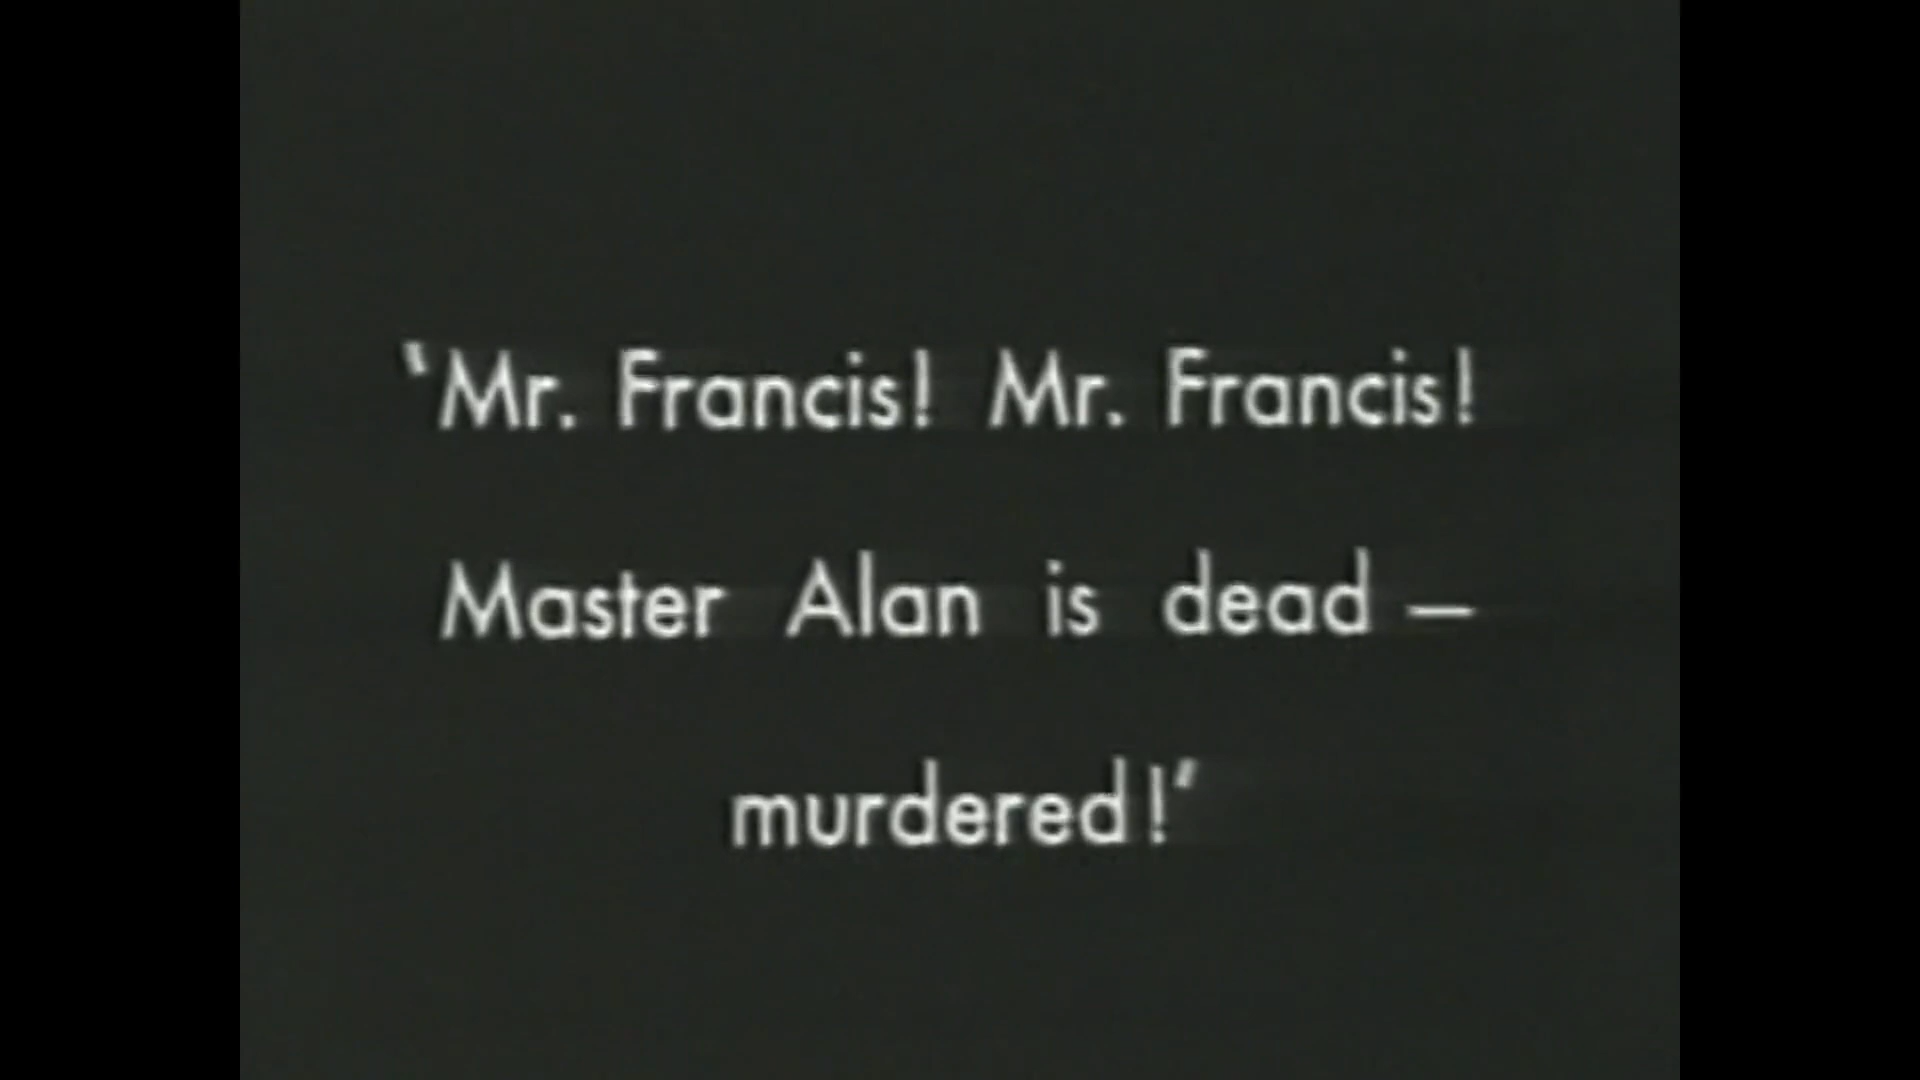 ‘Mr. Francis! Mr. Francis!
Master Alan is dead —
murdered!’